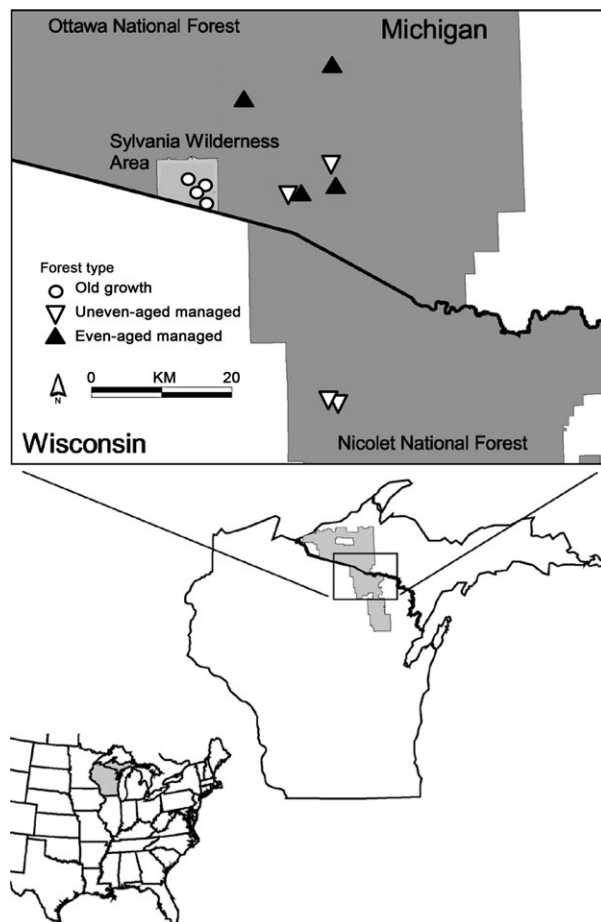 Ottawa National Forest
Michigan
Sylvania Wilderness
Area
Forest type
Old growth
Uneven-aged managed
Even-aged managed
0 KM 20
N
Wisconsin
Nicolet National Forest